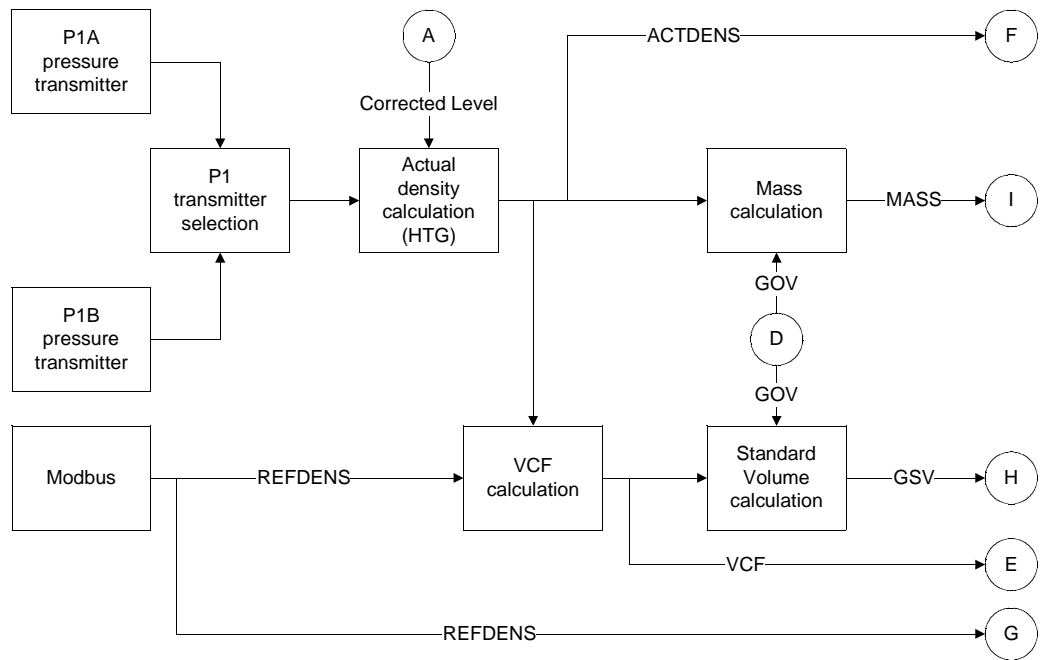 P1A
pressure
transmitter
A
ACTDENS
F
Corrected Level
P1
transmitter
selection
Actual
density
calculation
(HTG)
Mass
calculation
MASS
I
GOV
P1B
pressure
transmitter
D
GOV
Modbus
REFDENS
VCF
calculation
Standard
Volume
calculation
GSV
H
VCF
E
REFDENS
G